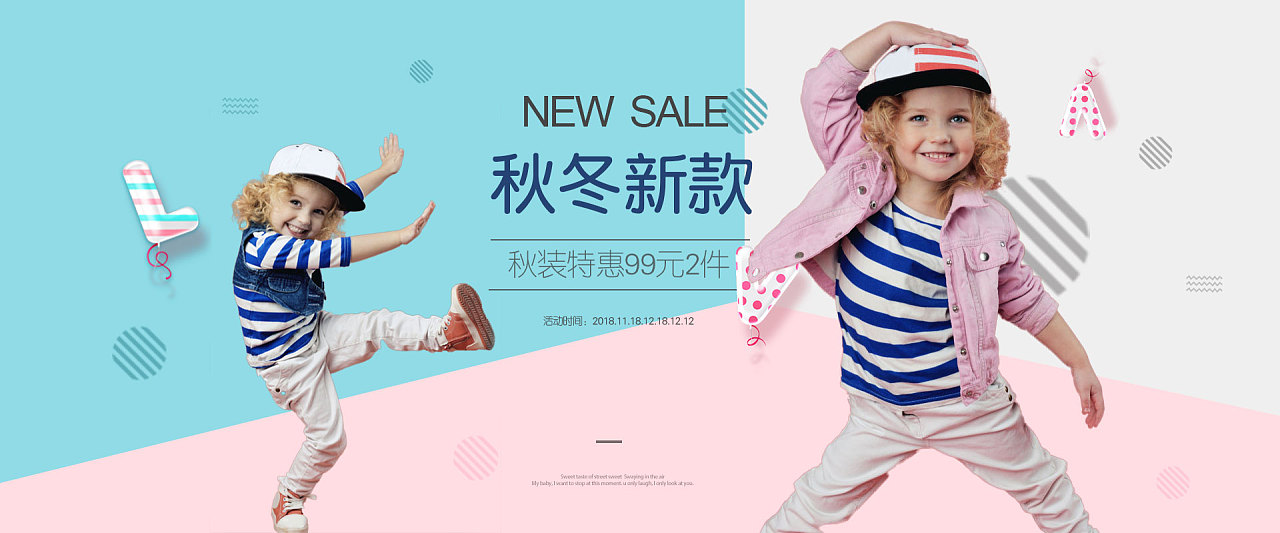 NEW SALE
秋冬新款
秋装特惠99元2件
活动时间：2018.11.18.12.18.12.12
Sweet taste of street sweet Swaying in the air
My baby, I want to stop at this moment. u only laugh, I only look at you.
L
A
V